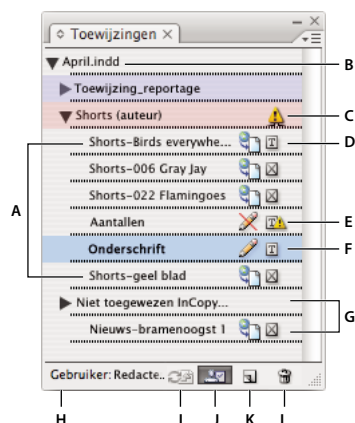 Toewijzingen ×
April.indd
B
Toewijzing_reportage
Shorts (auteur)
C
Shorts-Birds everywhe...
D
Shorts-006 Gray Jay
A
Shorts-022 Flamingoes
Aantallen
E
Onderschrift
F
Shorts-geel blad
Niet toegewezen InCopy...
G
Nieuws-bramenoogst 1
Gebruiker: Redacte..
H I J K L